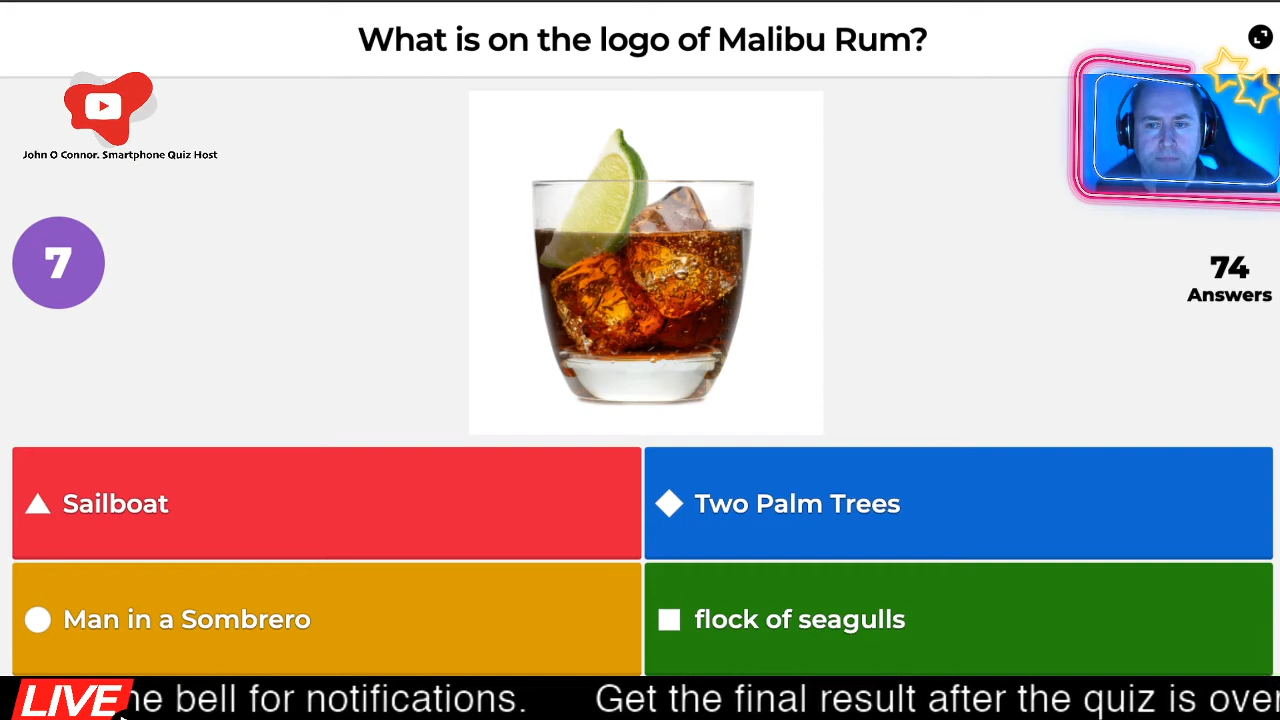 What is on the logo of Malibu Rum?
John O Connor. Smartphone Quiz Host
7
74
Answers
Sailboat
Two Palm Trees
Man in a Sombrero
flock of seagulls
LIVE
he bell for notifications. Get the final result after the quiz is over